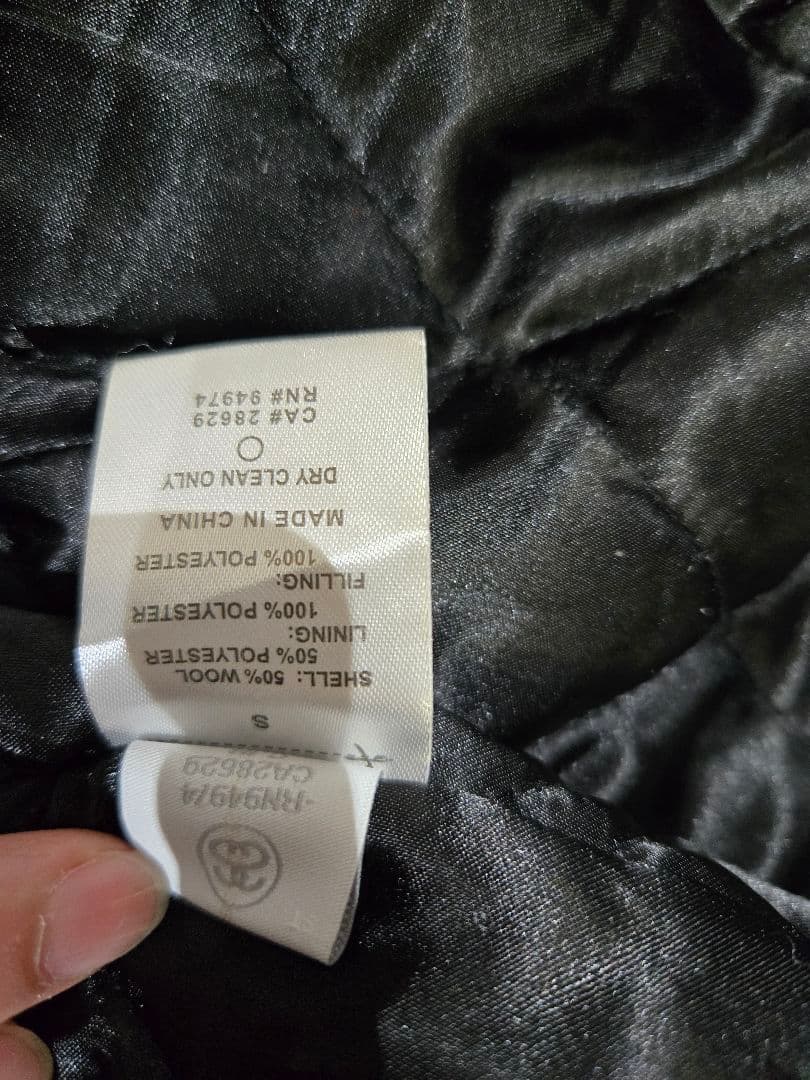 S
SHELL: 50% WOOL
50% POLYESTER
LINING:
100% POLYESTER
FILLING:
100% POLYESTER
MADE IN CHINA
DRY CLEAN ONLY
CA# 28629
RN# 94974
RN94974
CA28629